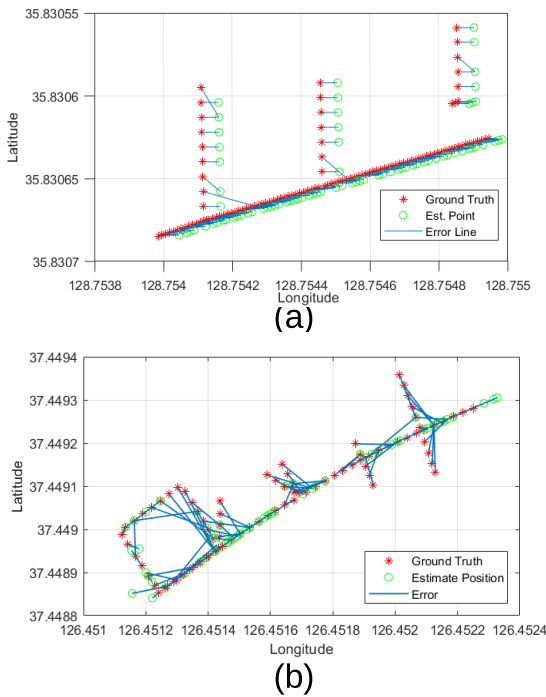 35.83055
35.8306
35.83065
35.8307
Latitude
128.7538
128.754
128.7542
128.7544
128.7546
128.7548
128.755
Longitude
Ground Truth
Est. Point
Error Line
(a)
37.4494
37.4493
37.4492
37.4491
37.449
37.4489
37.4488
Latitude
126.451
126.4512
126.4514
126.4516
126.4518
126.452
126.4522
126.4524
Longitude
Ground Truth
Estimate Position
Error
(b)